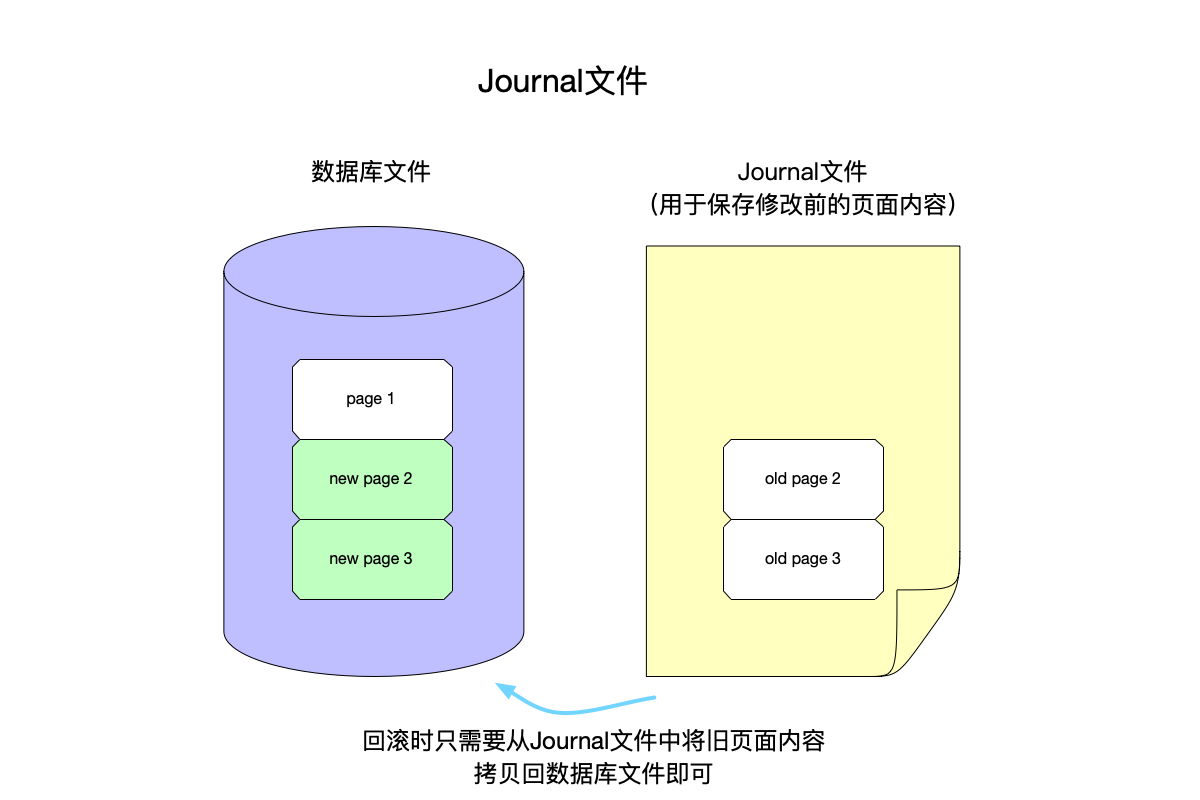 Journal文件
数据库文件
Journal文件
（用于保存修改前的页面内容）
page 1
new page 2
new page 3
old page 2
old page 3
回滚时只需要从Journal文件中将旧页面内容
拷贝回数据库文件即可